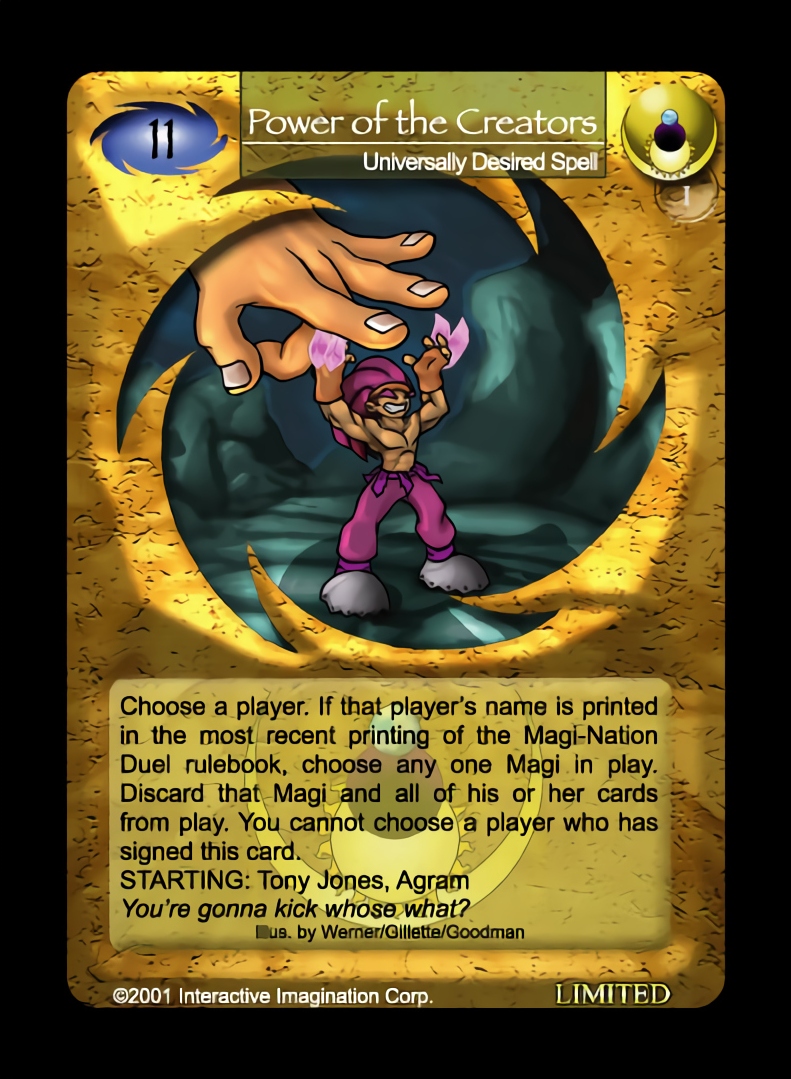 11
Power of the Creators
Universally Desired Spell
1
Choose a player. If that player's name is printed
in the most recent printing of the Magi-Nation
Duel rulebook, choose any one Magi in play.
Discard that Magi and all of his or her cards
from play. You cannot choose a player who has
signed this card.
STARTING: Tony Jones, Agram
You're gonna kick whose what?
Illus. by Werner/Gillette/Goodman
©2001 Interactive Imagination Corp.
LIMITED